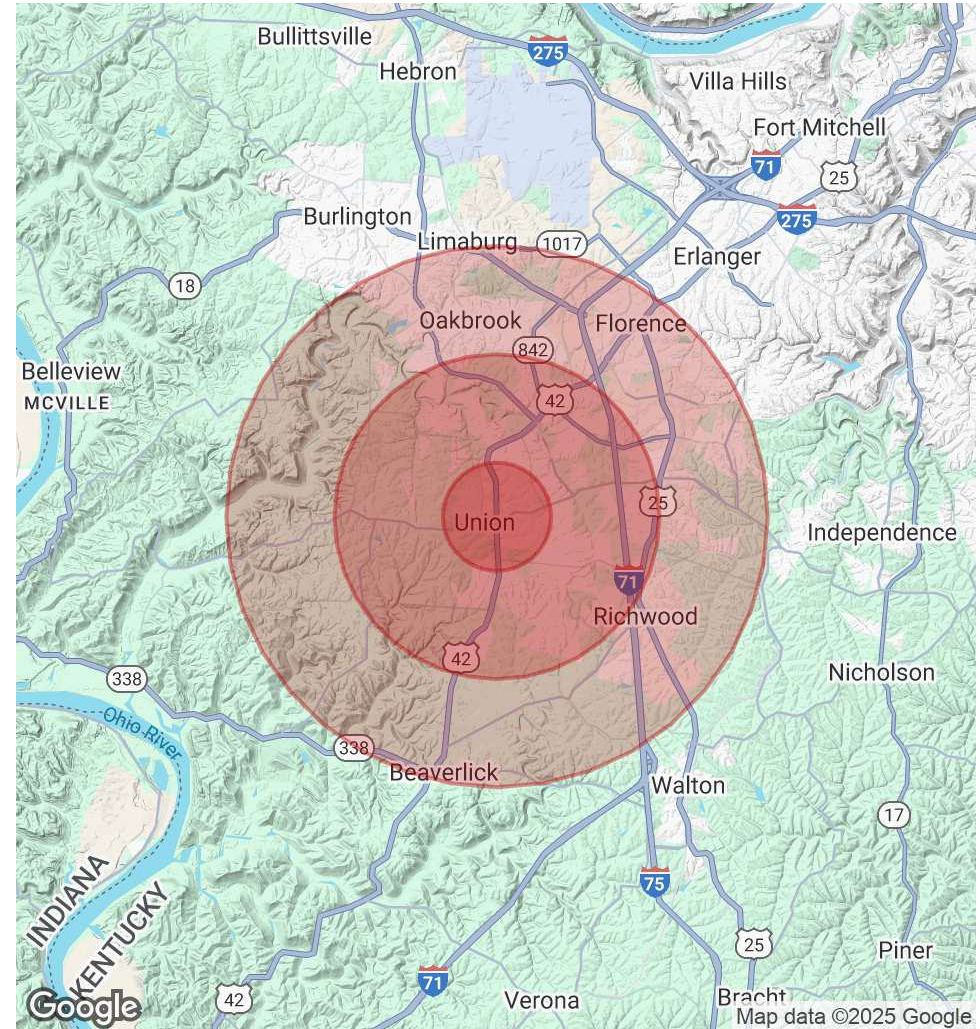 Bullittsville
275
Hebron
Villa Hills
Fort Mitchell
71
25
Burlington
275
Limaburg
1017
Erlanger
18
Oakbrook
Florence
842
Belleview
MCVILLE
42
25
Union
Independence
71
Richwood
42
Nicholson
338
Ohio River
338
Beaverlick
Walton
17
INDIANA
KENTUCKY
75
25
Piner
71
42
Verona
Bracht
Google
Map data ©2025 Google